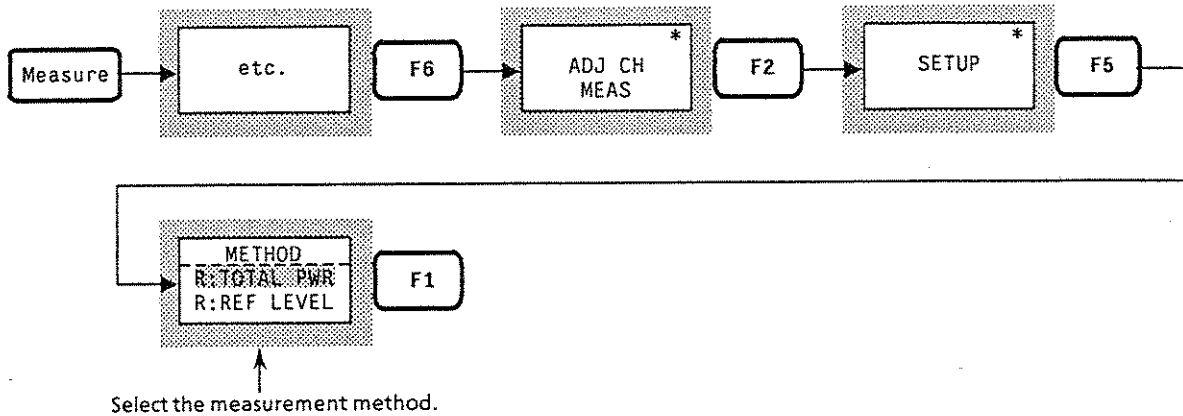 Measure
etc.
F6
*
ADJ CH
MEAS
F2
*
SETUP
F5
METHOD
R:TOTAL PWR
R:REF LEVEL
F1
Select the measurement method.